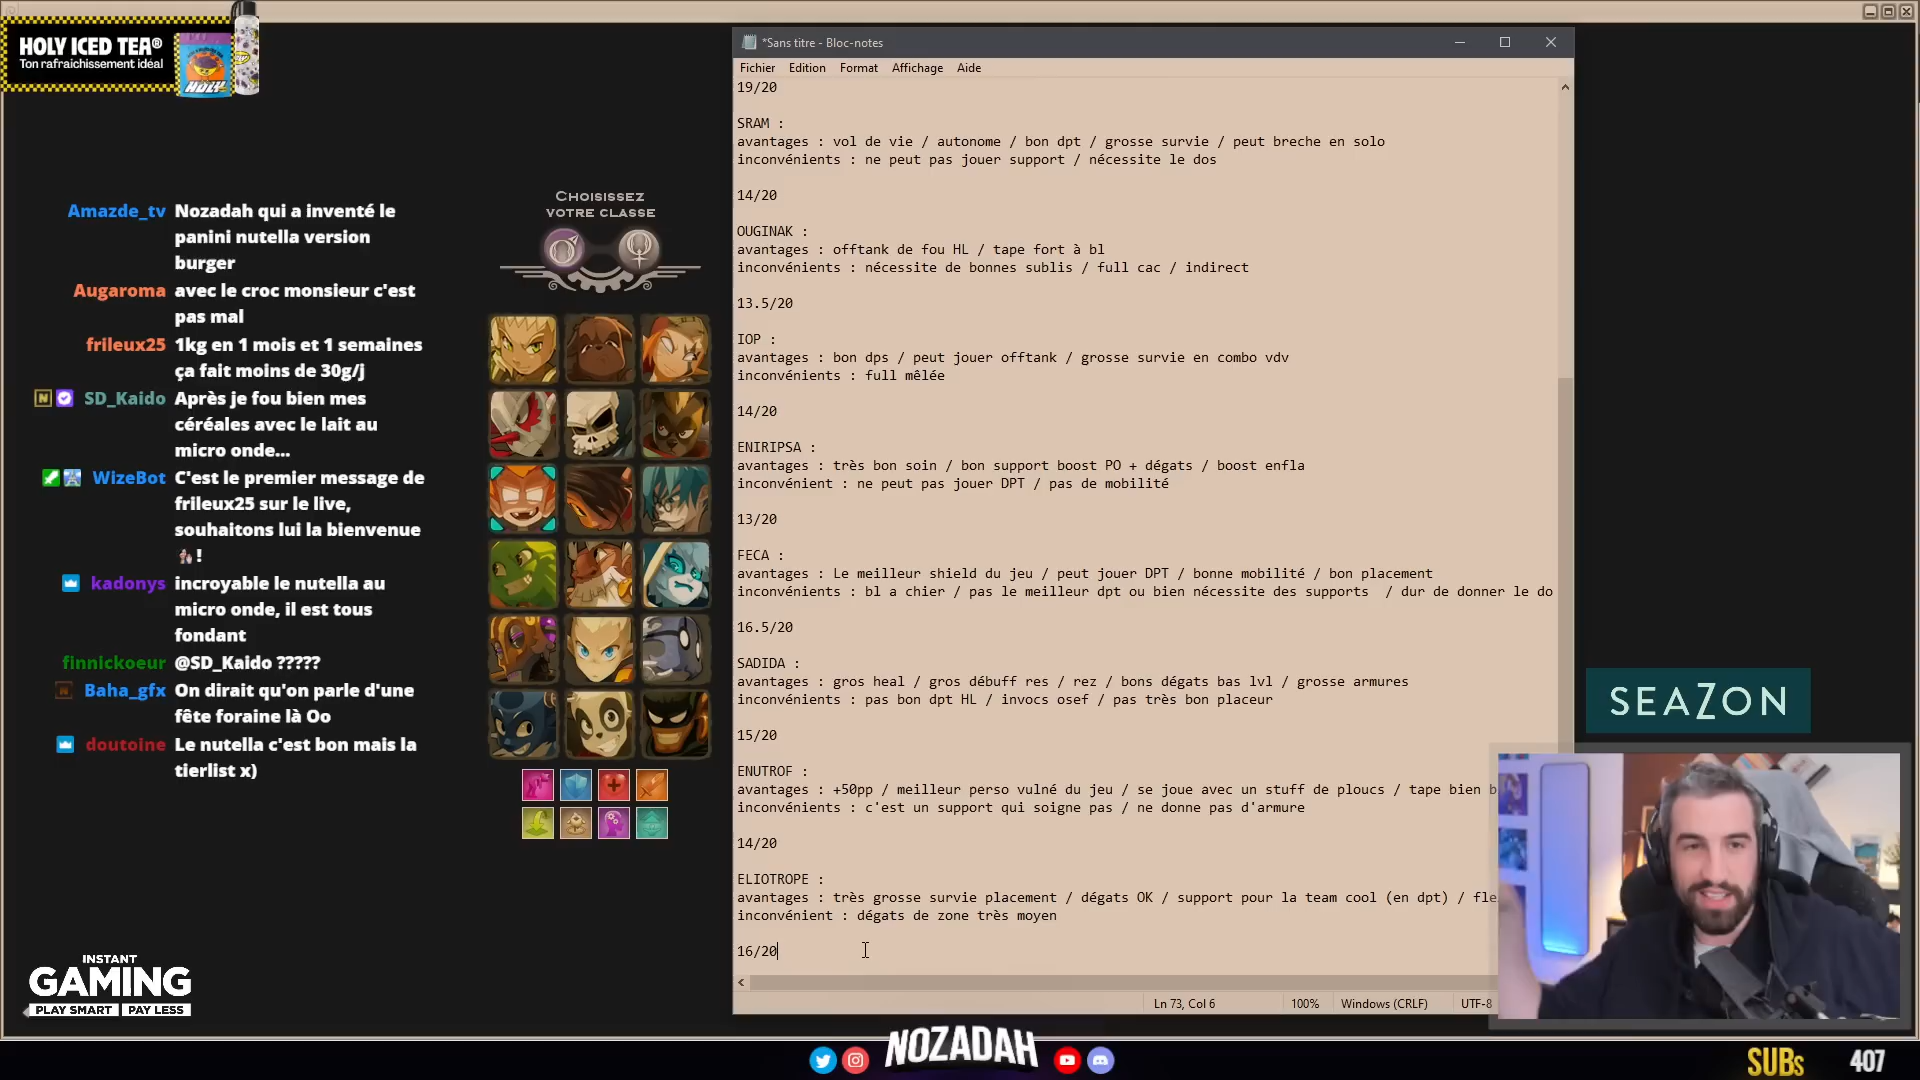 HOLY ICED TEA®
Ton rafraichissement idéal
HOLY
Amazde_tv Nozadah qui a inventé le
panini nutella version
burger
Augaroma avec le croc monsieur c'est
pas mal
frileux25 1kg en 1 mois et 1 semaines
ça fait moins de 30g/j
SD_Kaido Après je fou bien mes
céréales avec le lait au
micro onde...
WizeBot C'est le premier message de
frileux25 sur le live,
souhaitons lui la bienvenue
!
kadonys incroyable le nutella au
micro onde, il est tous
fondant
finnickoeur @SD_Kaido ?????
Baha_gfx On dirait qu'on parle d'une
fête foraine là Oo
doutoine Le nutella c'est bon mais la
tierlist x)
INSTANT
GAMING
PLAY SMART PAY LESS
CHOISISSEZ
VOTRE CLASSE
*Sans titre - Bloc-notes
Fichier Edition Format Affichage Aide
19/20
SRAM :
avantages : vol de vie / autonome / bon dpt / grosse survie / peut breche en solo
inconvénients : ne peut pas jouer support / nécessite le dos
14/20
OUGINAK :
avantages : offtank de fou HL / tape fort à bl
inconvénients : nécessite de bonnes sublis / full cac / indirect
13.5/20
IOP :
avantages : bon dps / peut jouer offtank / grosse survie en combo vdv
inconvénients : full mêlée
14/20
ENIRIPSA :
avantages : très bon soin / bon support boost PO + dégats / boost enfla
inconvénient : ne peut pas jouer DPT / pas de mobilité
13/20
FECA :
avantages : Le meilleur shield du jeu / peut jouer DPT / bonne mobilité / bon placement
inconvénients : bl a chier / pas le meilleur dpt ou bien nécessite des supports  / dur de donner le do
16.5/20
SADIDA :
avantages : gros heal / gros débuff res / rez / bons dégats bas lvl / grosse armures
inconvénients : pas bon dpt HL / invocs osef / pas très bon placeur
15/20
ENUTROF :
avantages : +50pp / meilleur perso vulné du jeu / se joue avec un stuff de ploucs / tape bien b
inconvénients : c'est un support qui soigne pas / ne donne pas d'armure
14/20
ELIOTROPE :
avantages : très grosse survie placement / dégats OK / support pour la team cool (en dpt) / fle
inconvénient : dégats de zone très moyen
16/20
Ln 73, Col 6 100% Windows (CRLF) UTF-8
SEAZON
NOZADAH
SUBs 407